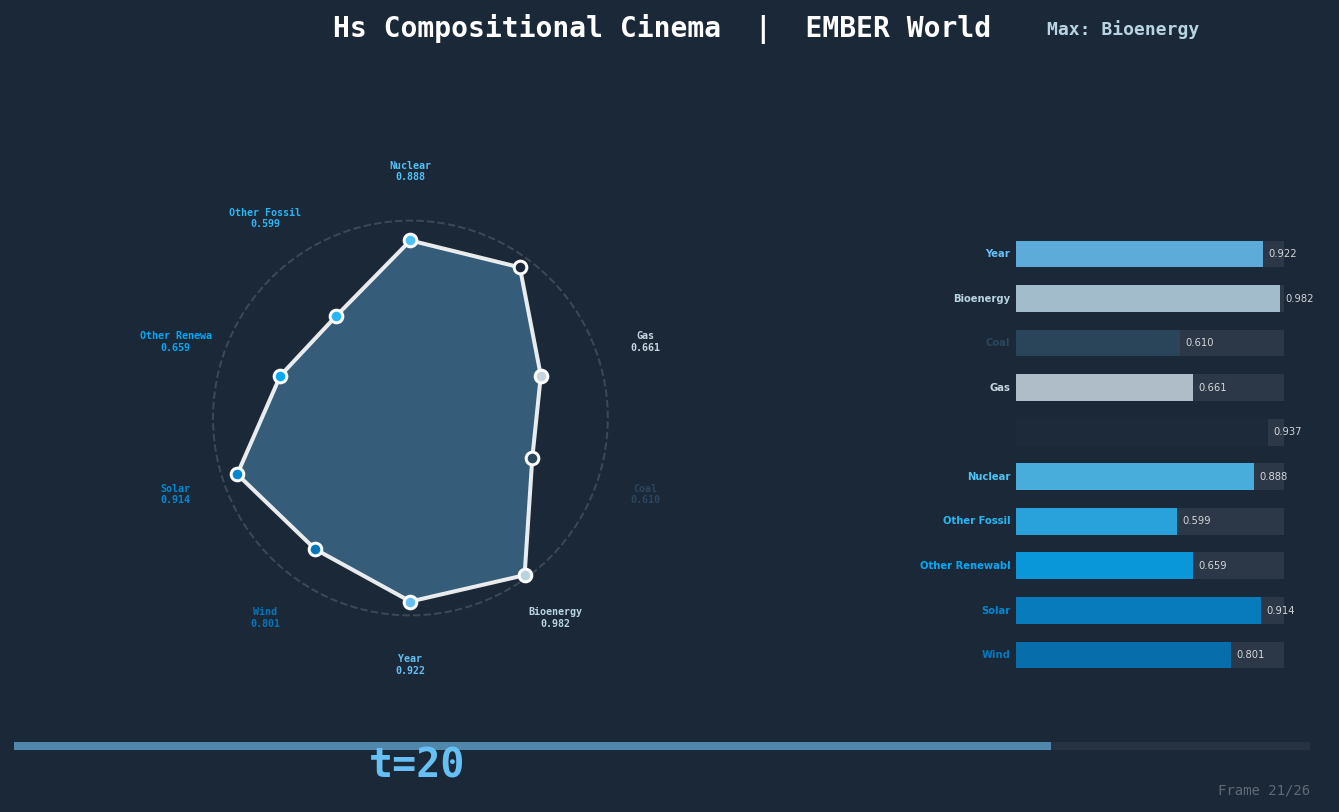 Hs Compositional Cinema | EMBER World
Max: Bioenergy
Nuclear
0.888
Other Fossil
0.599
Other Renewa
0.659
Gas
0.661
Solar
0.914
Coal
0.610
Wind
0.801
Bioenergy
0.982
Year
0.922
Year 0.922
Bioenergy 0.982
Coal 0.610
Gas 0.661
0.937
Nuclear 0.888
Other Fossil 0.599
Other Renewabl 0.659
Solar 0.914
Wind 0.801
t=20
Frame 21/26